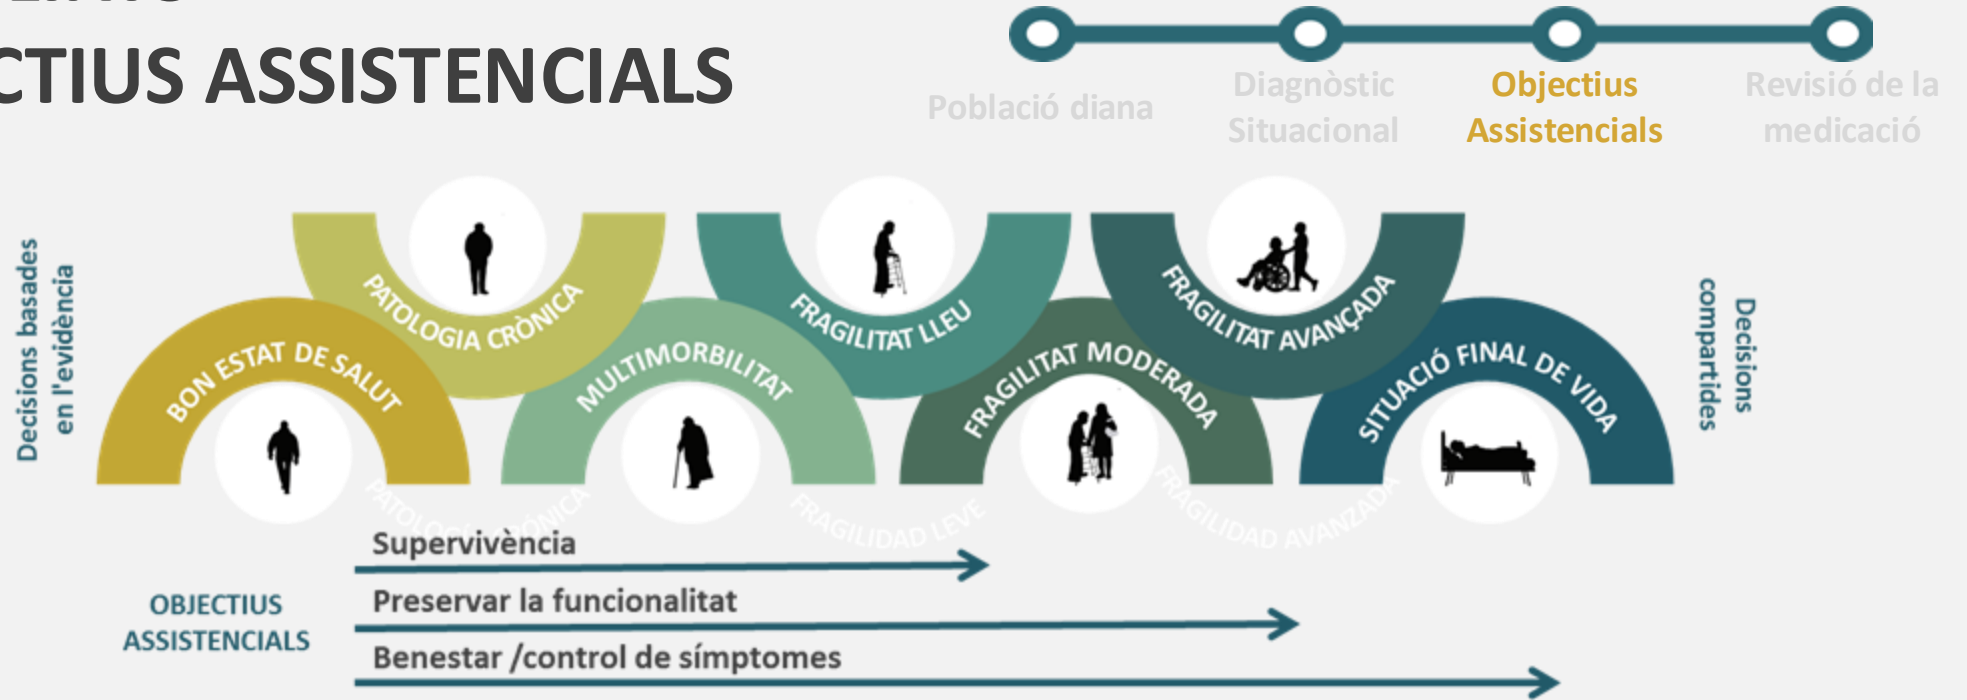 CTIUS ASSISTENCIALS
Població diana
Diagnòstic
Situacional
Objectius
Assistencials
Revisió de la
medicació
Decisions basades
en l'evidència
BON ESTAT DE SALUT
PATOLOGIA CRÒNICA
MULTIMORBILITAT
FRAGILITAT LLEU
FRAGILITAT MODERADA
FRAGILITAT AVANÇADA
SITUACIÓ FINAL DE VIDA
Decisions
compartides
PATOLOGÍA CRÓNICA
FRAGILIDAD LEVE
FRAGILIDAD AVANZADA
OBJECTIUS
ASSISTENCIALS
Supervivència
Preservar la funcionalitat
Benestar /control de símptomes